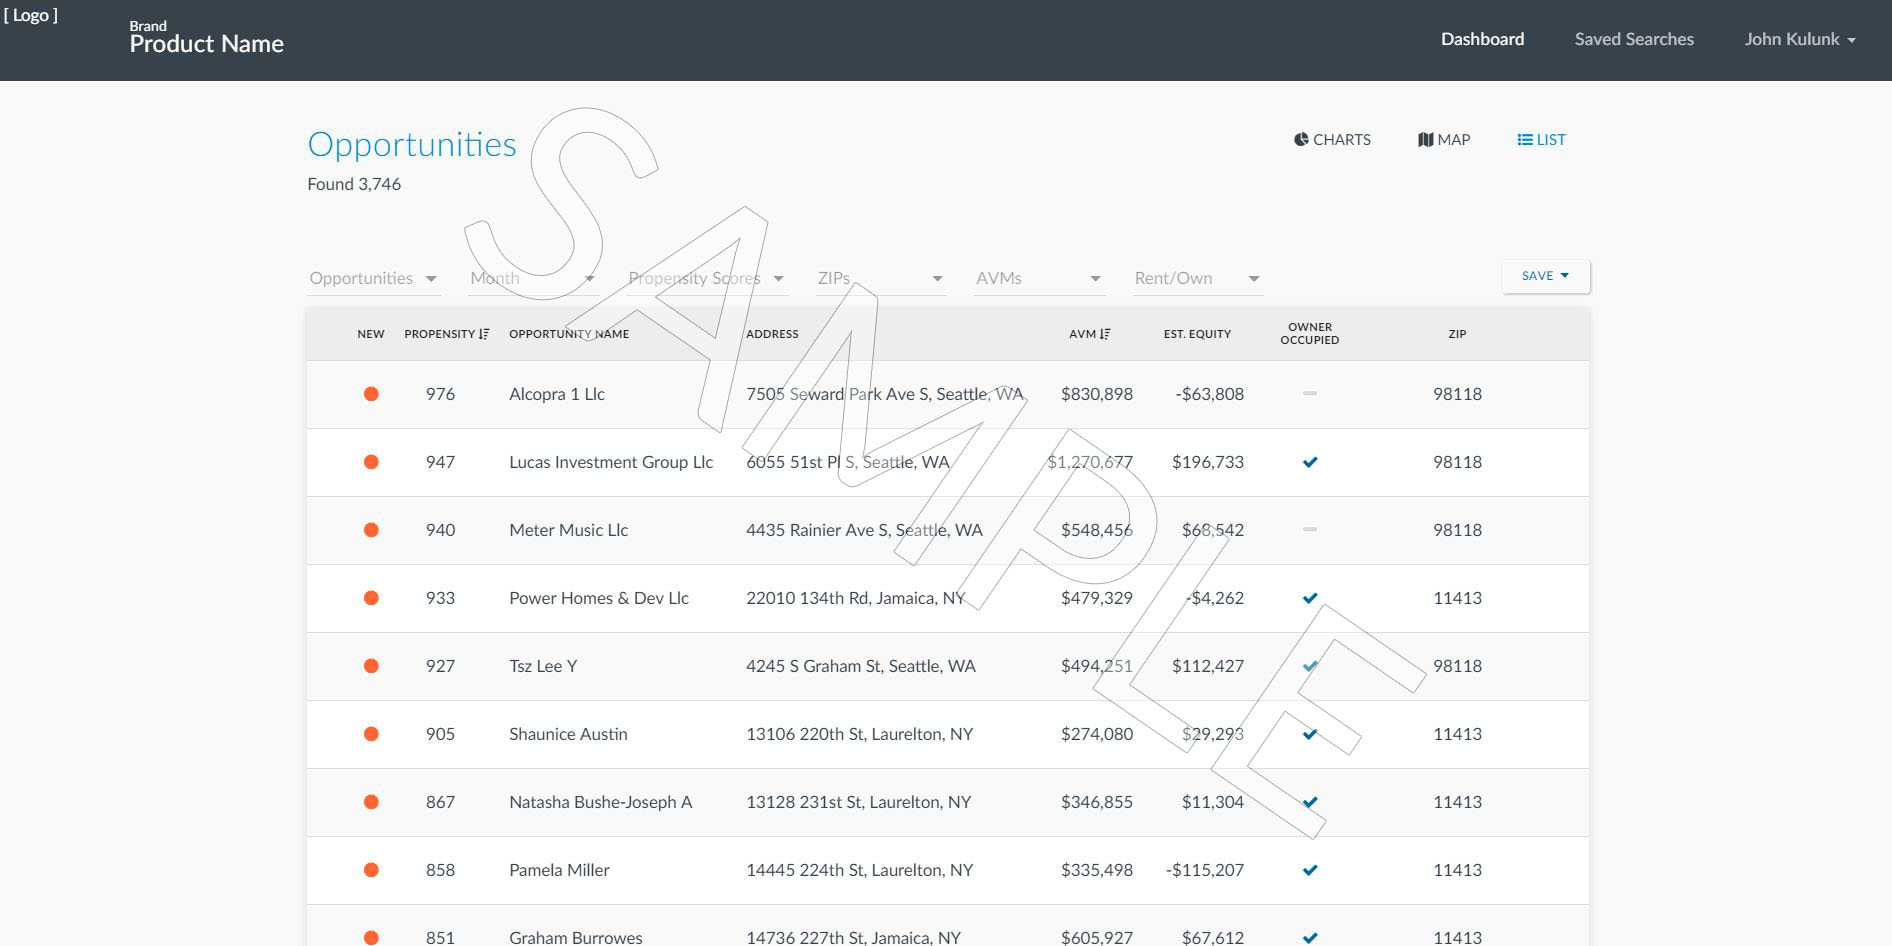 [ Logo ]
Brand
Product Name
Dashboard
Saved Searches
John Kulunk
Opportunities
Found 3,746
CHARTS
MAP
LIST
Opportunities
Month
Propensity Scores
ZIPs
AVMs
Rent/Own
SAVE
NEW PROPENSITY OPPORTUNITY NAME ADDRESS AVM EST. EQUITY OWNER OCCUPIED ZIP
976 Alcopra 1 Llc 7505 Seward Park Ave S, Seattle, WA $830,898 -$63,808 98118
947 Lucas Investment Group Llc 6055 51st Pl S, Seattle, WA $1,270,677 $196,733 98118
940 Meter Music Llc 4435 Rainier Ave S, Seattle, WA $548,456 $68,542 98118
933 Power Homes & Dev Llc 22010 134th Rd, Jamaica, NY $479,329 -$4,262 11413
927 Tsz Lee Y 4245 S Graham St, Seattle, WA $494,251 $112,427 98118
905 Shaunice Austin 13106 220th St, Laurelton, NY $274,080 $29,293 11413
867 Natasha Bushe-Joseph A 13128 231st St, Laurelton, NY $346,855 $11,304 11413
858 Pamela Miller 14445 224th St, Laurelton, NY $335,498 -$115,207 11413
851 Graham Burrowes 14736 227th St, Jamaica, NY $605,927 $67,612 11413
SAMPLE